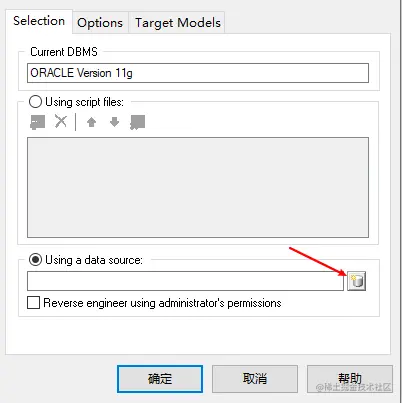 Selection Options Target Models
Current DBMS
ORACLE Version 11g
Using script files:
Using a data source:
Reverse engineer using administrator's permissions
确定 取消 帮助
@稀土掘金技术社区